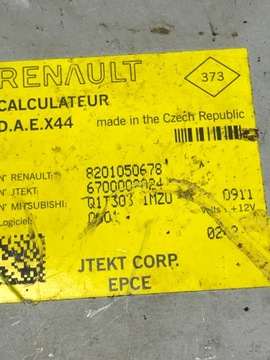 RENAULT
373
CALCULATEUR
D.A.E.X44
made in the Czech Republic
N° RENAULT: 8201050678
N° JTEKT: 6700002024
N° MITSUBISHI: Q1T303 1MZU 0911
Logiciel: Volts : +12V
JTEKT CORP.
EPCE